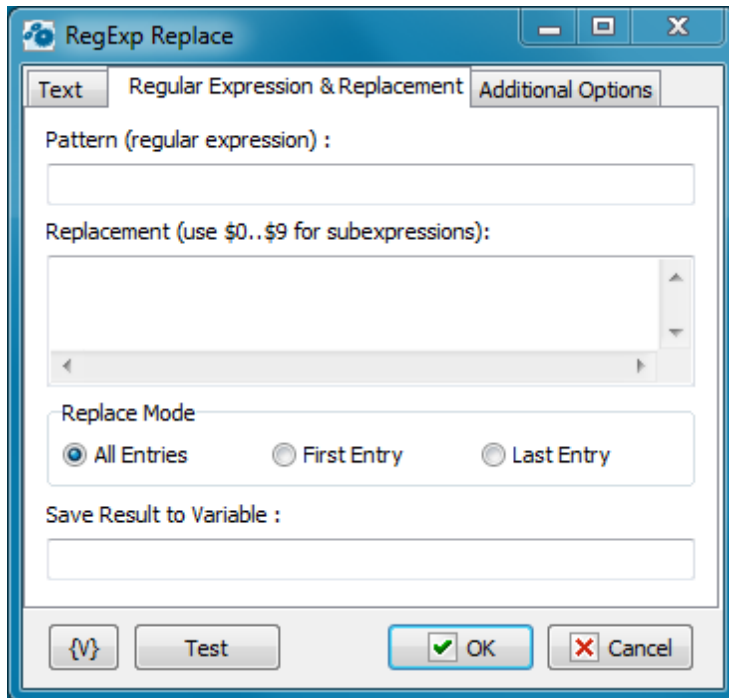 RegExp Replace
Text Regular Expression & Replacement Additional Options
Pattern (regular expression) :
Replacement (use $0..$9 for subexpressions):
Replace Mode
All Entries First Entry Last Entry
Save Result to Variable :
{V} Test OK Cancel